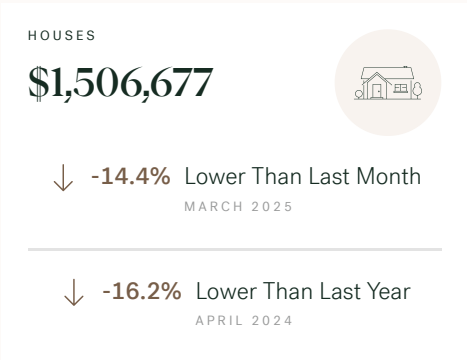 HOUSES
$1,506,677
-14.4% Lower Than Last Month
MARCH 2025
-16.2% Lower Than Last Year
APRIL 2024